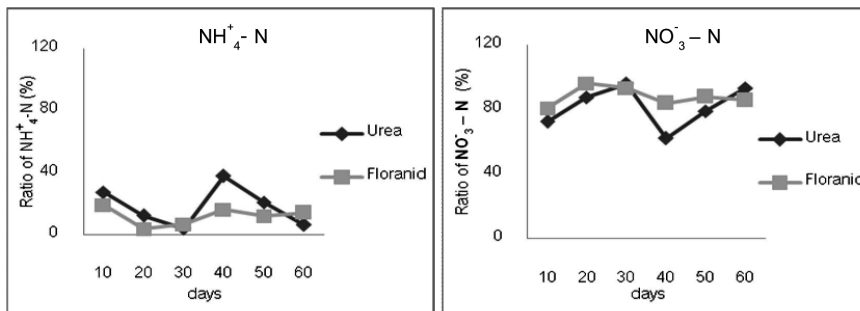 NH⁺₄- N
120
80
40
0
Ratio of NH⁺₄-N (%)
10 20 30 40 50 60
days
Urea
Floranid
NO⁻₃ – N
120
80
40
0
Ratio of NO⁻₃ – N (%)
10 20 30 40 50 60
days
Urea
Floranid